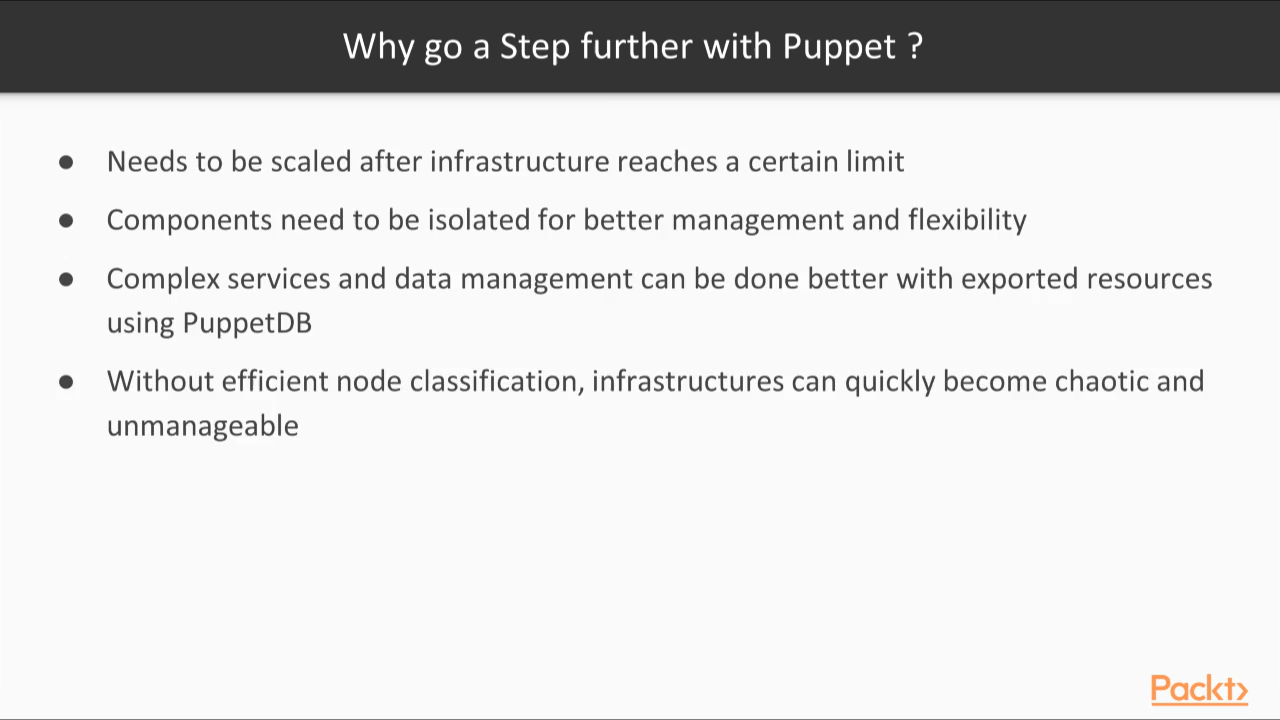 Why go a Step further with Puppet ?
● Needs to be scaled after infrastructure reaches a certain limit
● Components need to be isolated for better management and flexibility
● Complex services and data management can be done better with exported resources
using PuppetDB
● Without efficient node classification, infrastructures can quickly become chaotic and
unmanageable
Packt>